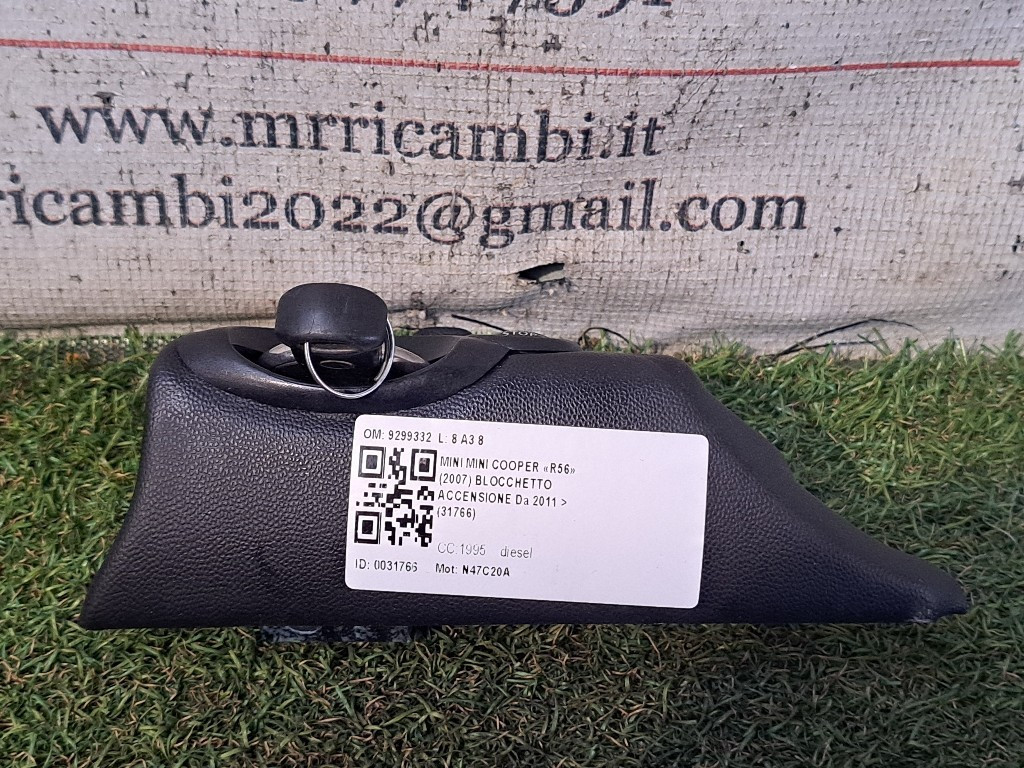 www.mrricambi.it
ricambi2022@gmail.com
STOP
OM: 9299332 L: 8 A3 8
MINI MINI COOPER «R56»
(2007) BLOCCHETTO
ACCENSIONE Da 2011 >
(31766)
CC:1995 diesel
ID: 0031766 Mot: N47C20A